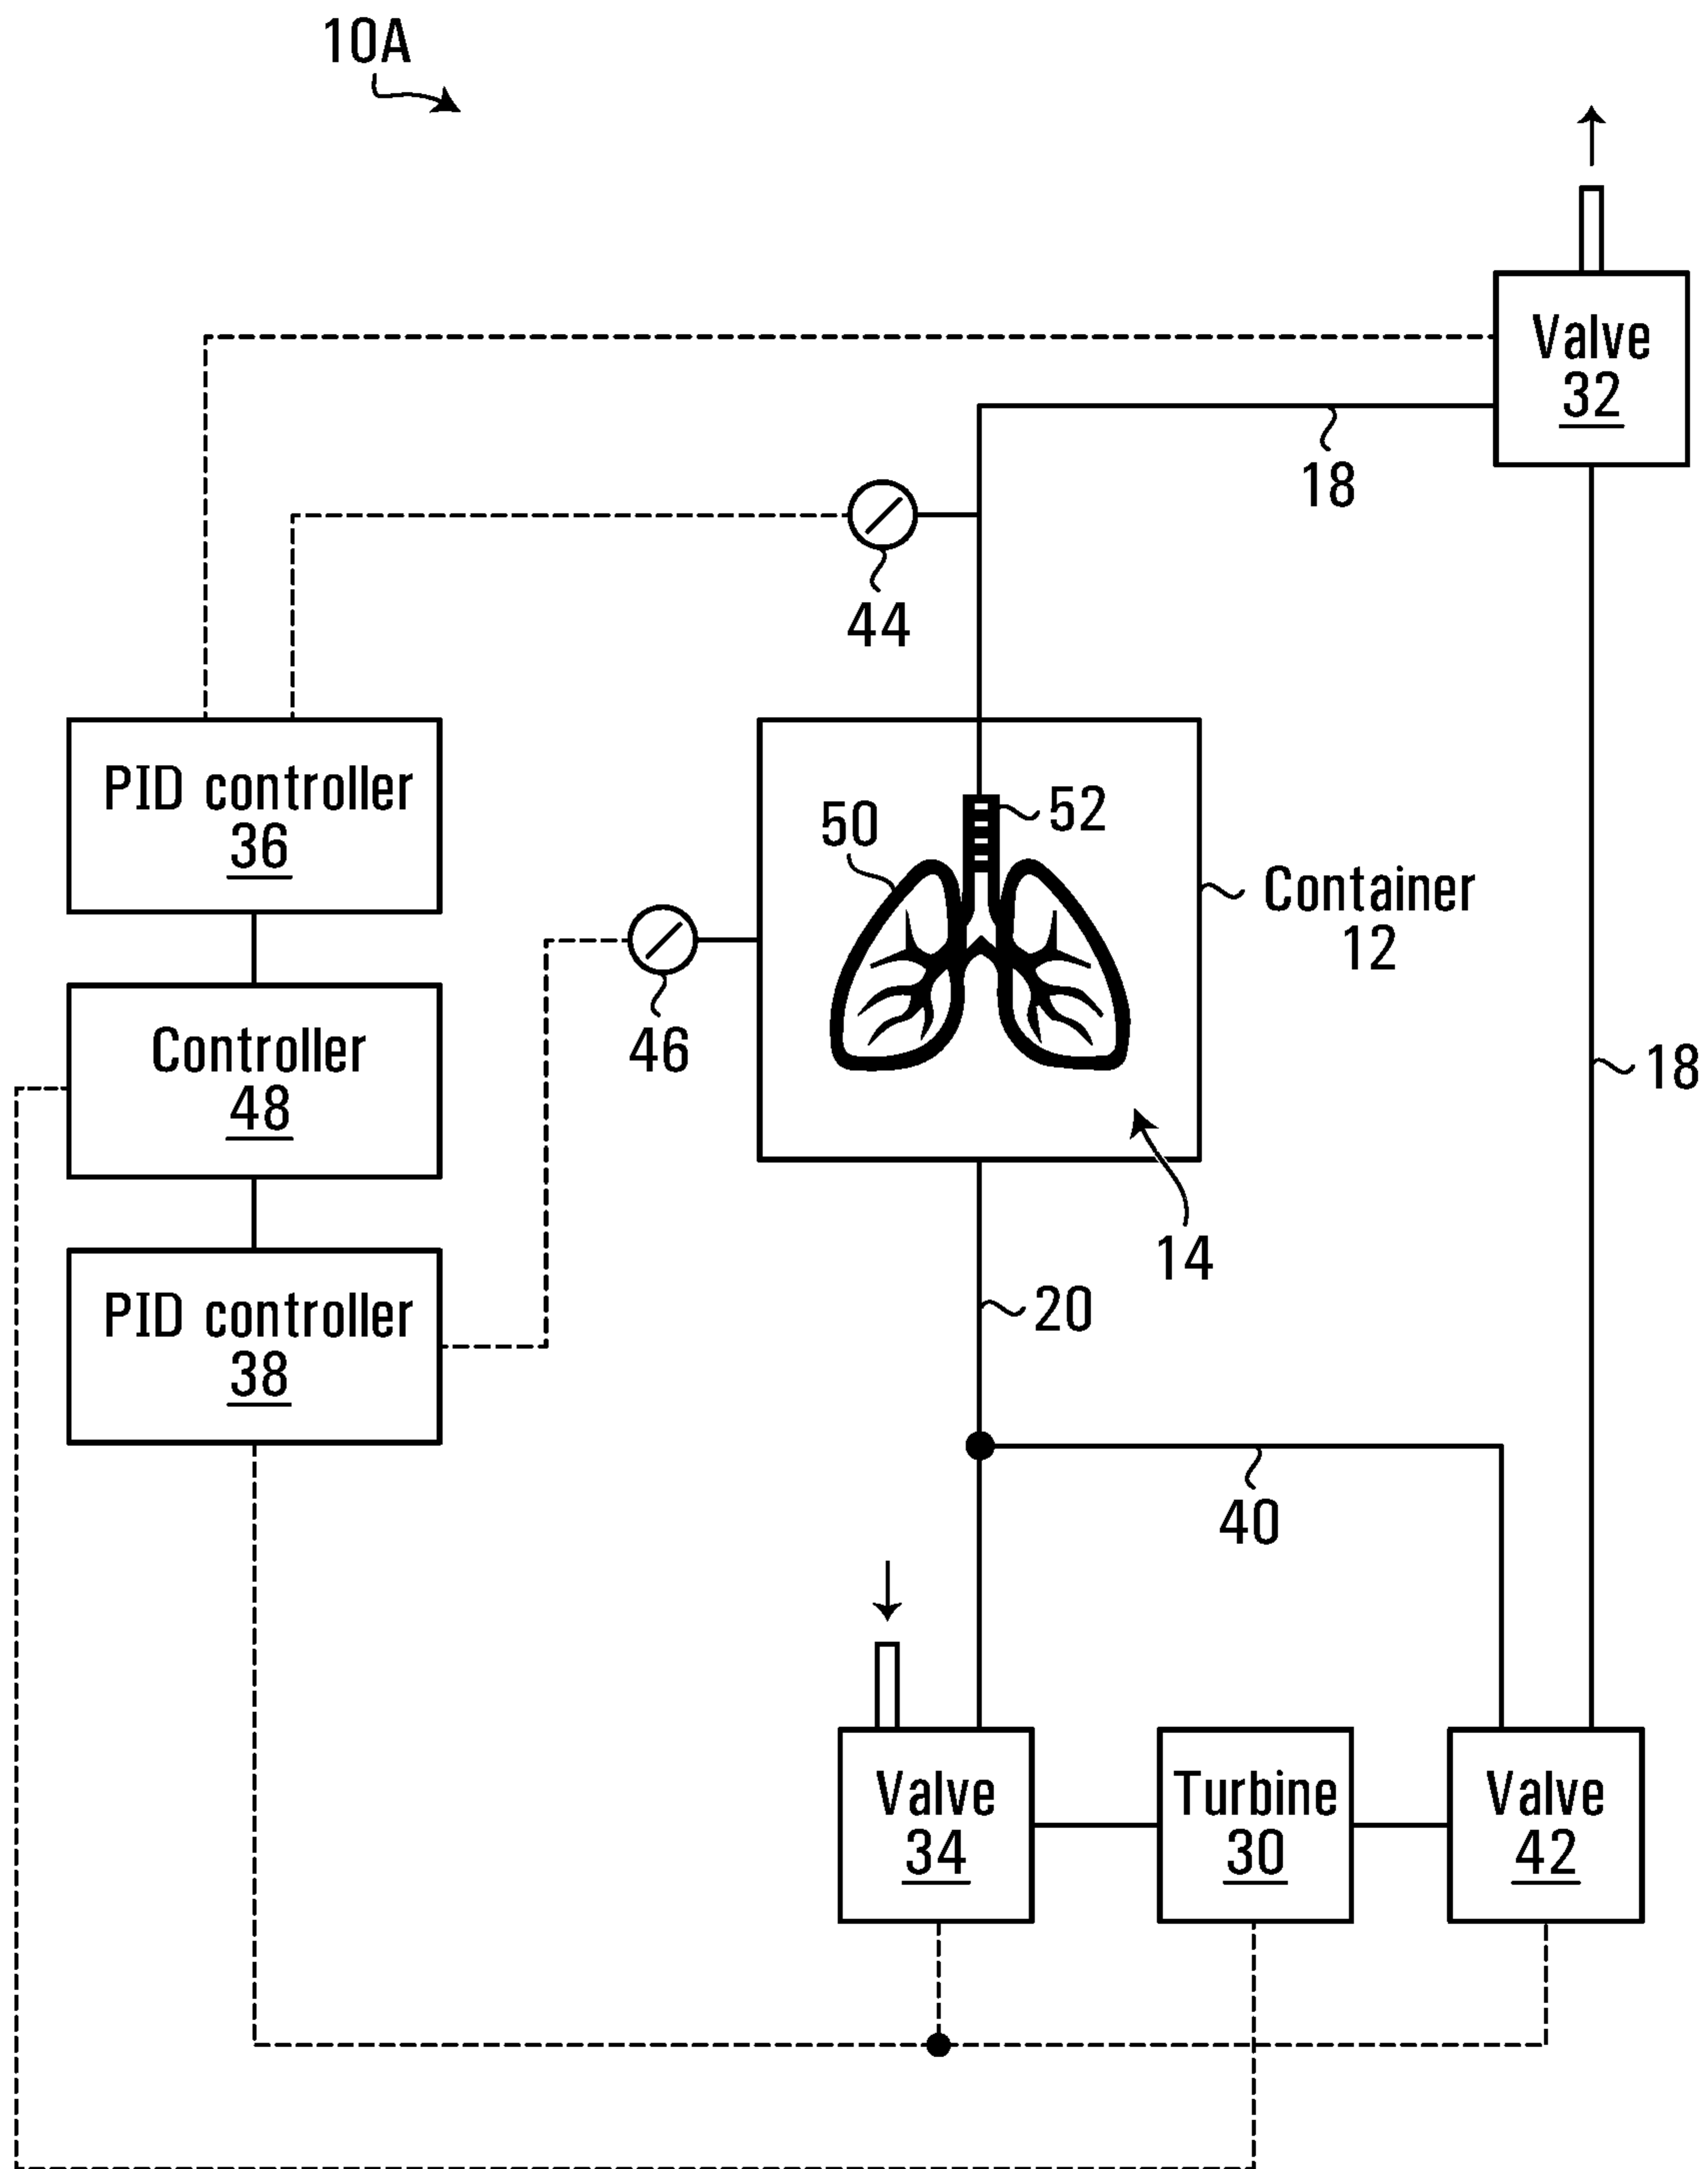 10A
Valve
32
18
44
PID controller
36
50
52
Container
12
46
Controller
48
18
14
PID controller
38
20
40
Valve
34
Turbine
30
Valve
42